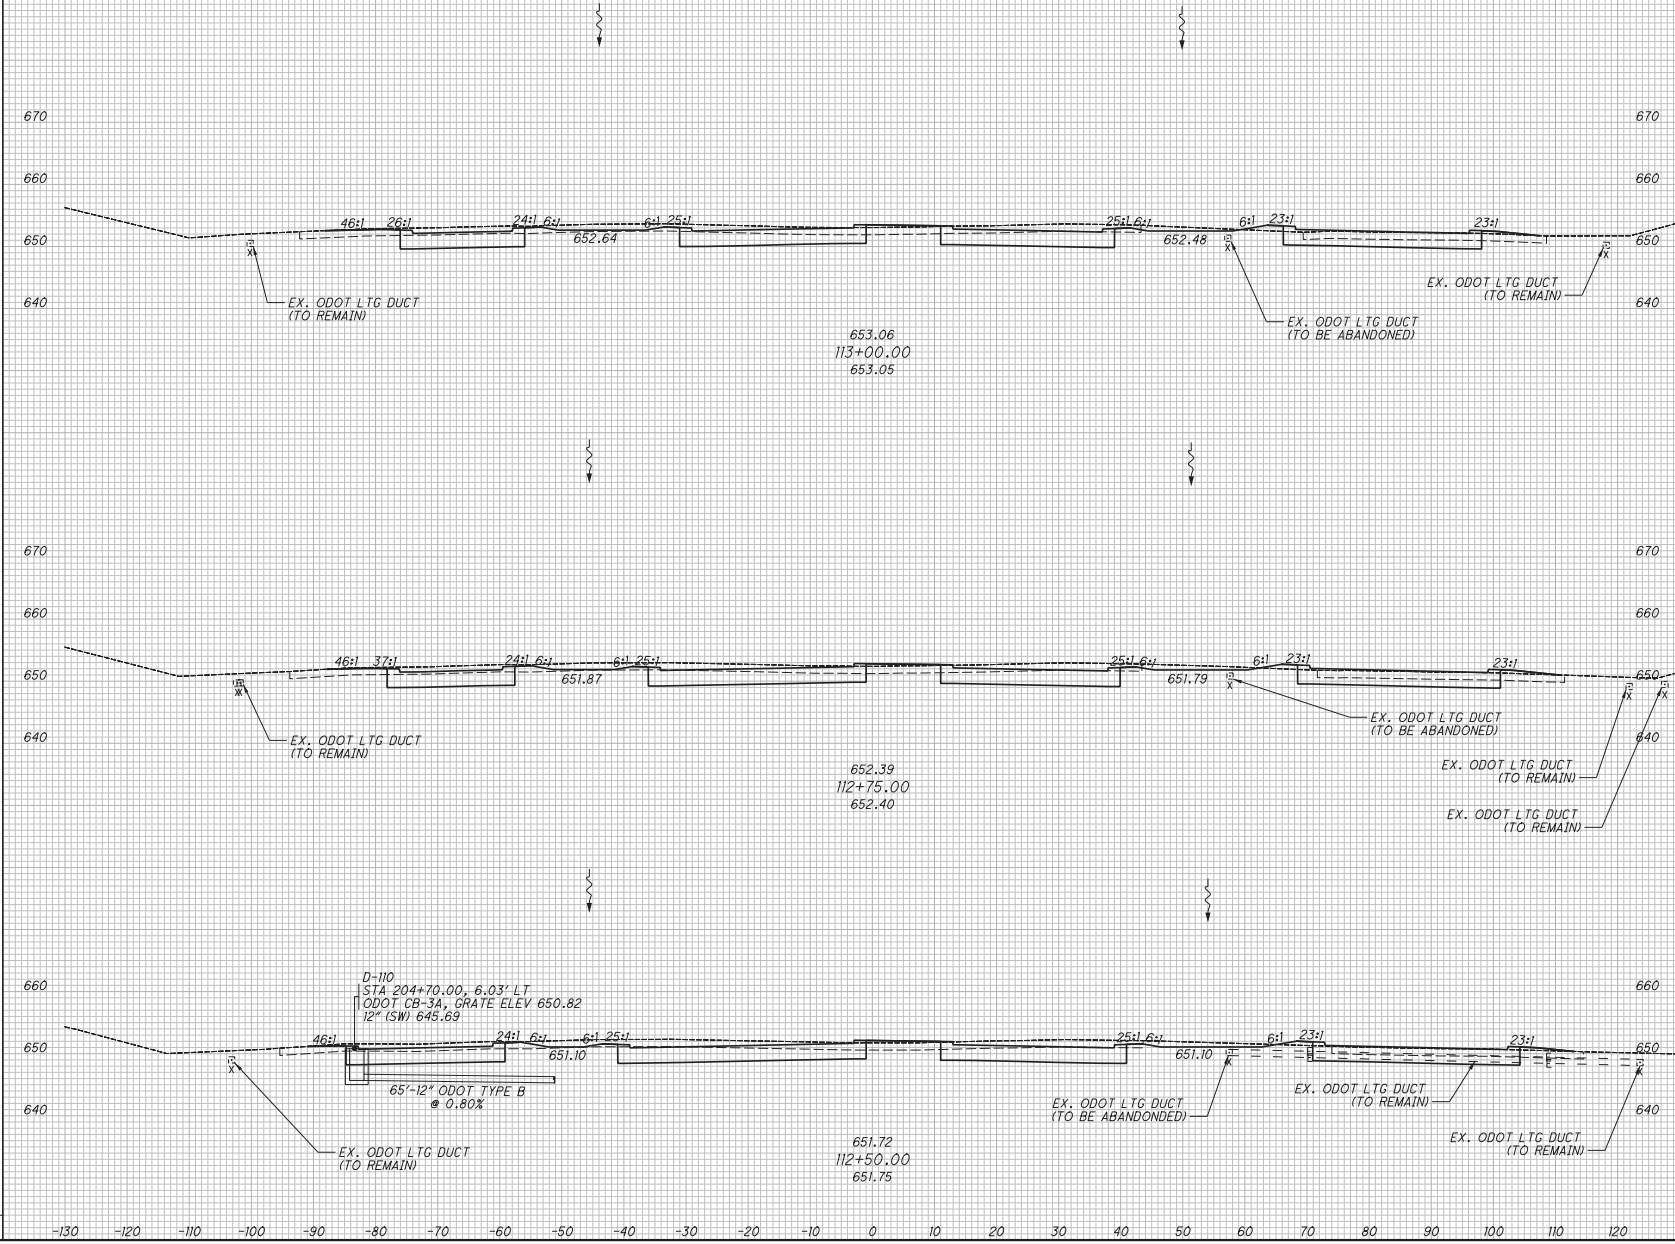 670 670
660 660
46:1 26:1 24:1 6:1 6:1 25:1 25:1 6:1 6:1 23:1 23:1
650 652.64 652.48 650
X X X
640 EX. ODOT LTG DUCT EX. ODOT LTG DUCT 640
(TO REMAIN) (TO REMAIN)
EX. ODOT LTG DUCT
(TO BE ABANDONED)
653.06
113+00.00
653.05
670 670
660 660
46:1 37:1 24:1 6:1 6:1 25:1 25:1 6:1 6:1 23:1 23:1
650 651.87 651.79 650
XX X X X
EX. ODOT LTG DUCT
(TO BE ABANDONED)
640 EX. ODOT LTG DUCT 640
(TO REMAIN)
EX. ODOT LTG DUCT
(TO REMAIN)
652.39
112+75.00
652.40
EX. ODOT LTG DUCT
(TO REMAIN)
D-110
STA 204+70.00, 6.03' LT
ODOT CB-3A, GRATE ELEV 650.82
12" (SW) 645.69
660 660
46:1 24:1 6:1 6:1 25:1 25:1 6:1 6:1 23:1 23:1
650 651.10 651.10 650
X X X
65'-12" ODOT TYPE B
@ 0.80%
EX. ODOT LTG DUCT
(TO REMAIN)
EX. ODOT LTG DUCT
(TO BE ABANDONDED)
640 640
EX. ODOT LTG DUCT
(TO REMAIN)
651.72
112+50.00
651.75
EX. ODOT LTG DUCT
(TO REMAIN)
-130 -120 -110 -100 -90 -80 -70 -60 -50 -40 -30 -20 -10 0 10 20 30 40 50 60 70 80 90 100 110 120